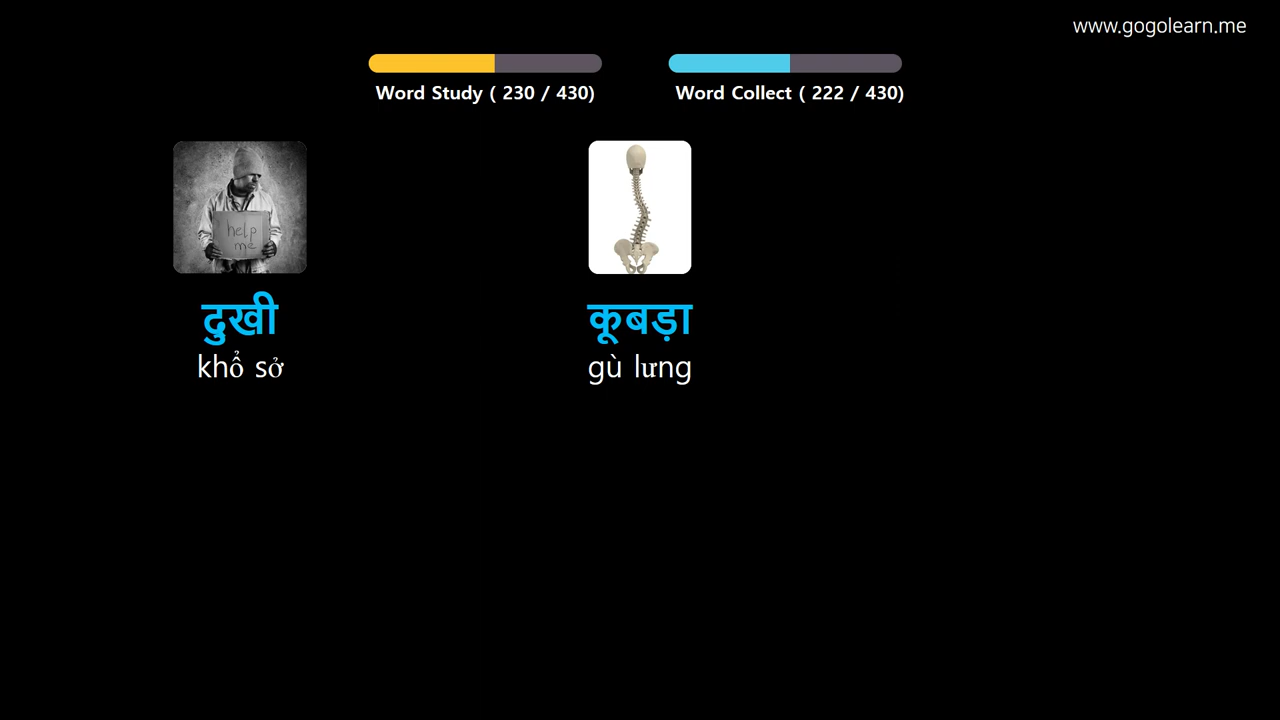 www.gogolearn.me
Word Study ( 230 / 430)
Word Collect ( 222 / 430)
help
me
दुखी
कूबड़ा
khổ sở
gù lưng